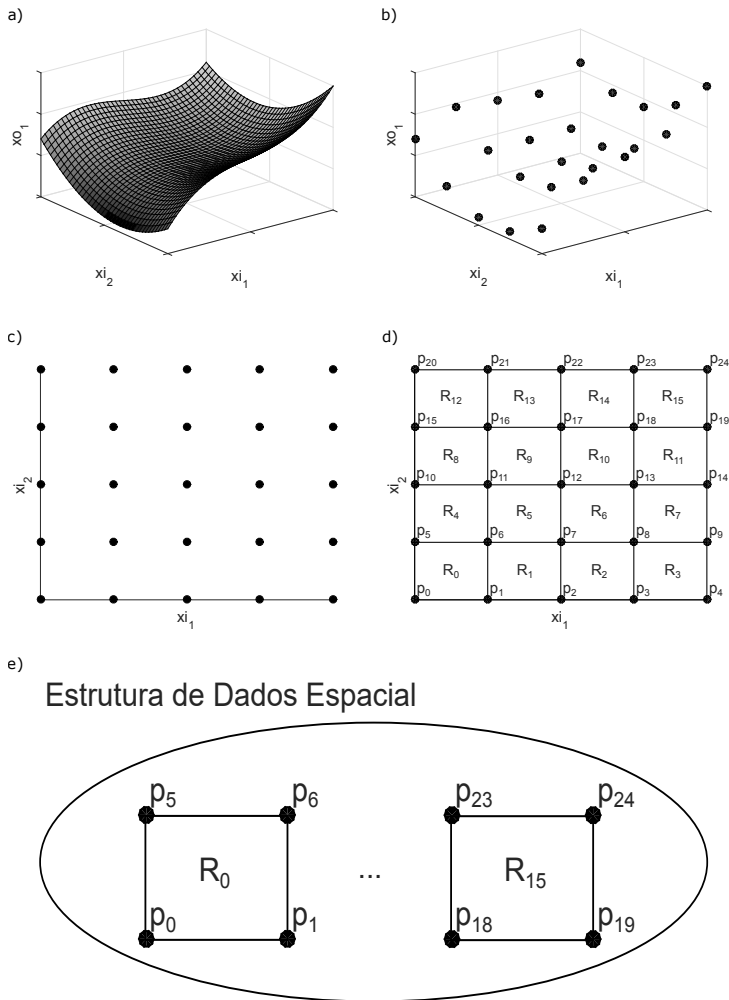 a)
b)
xo1
xi2
xi1
xo1
xi2
xi1
c)
d)
xi2
xi1
p20 p21 p22 p23 p24
R12 R13 R14 R15
p15 p16 p17 p18 p19
R8 R9 R10 R11
xi2
p10 p11 p12 p13 p14
R4 R5 R6 R7
p5 p6 p7 p8 p9
R0 R1 R2 R3
p0 p1 p2 p3 p4
xi1
e)
Estrutura de Dados Espacial
p5 p6 p23 p24
R0 ... R15
p0 p1 p18 p19